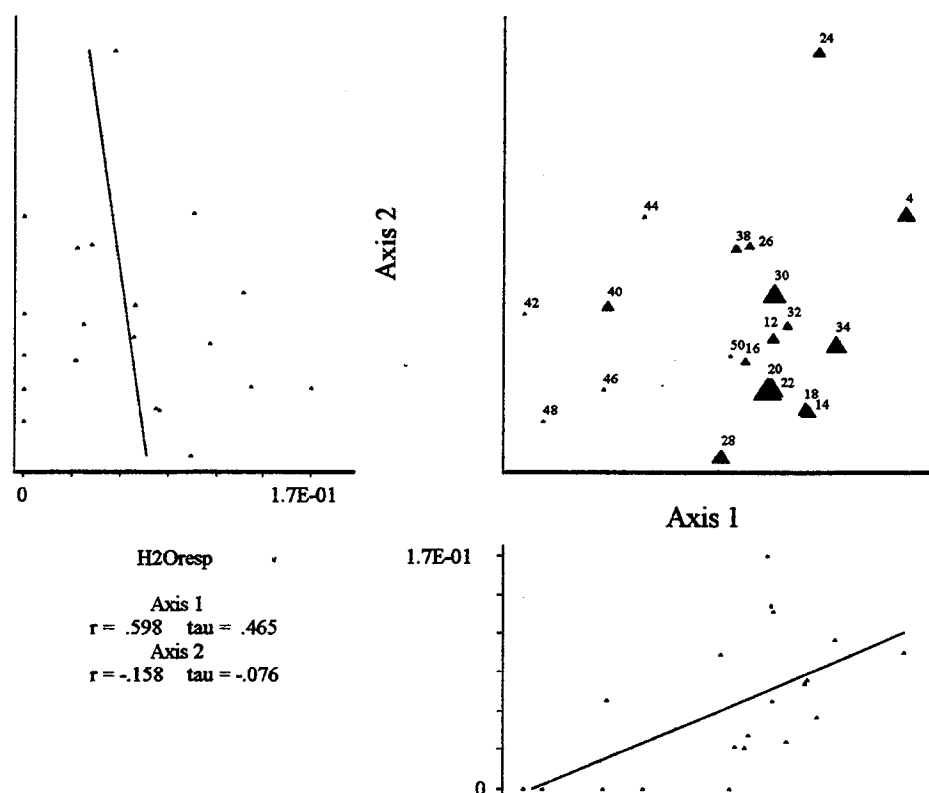 24
4
Axis 2
44
38 26
30
40
42
32
12
34
50 16
20
22
46
18
14
48
28
0 1.7E-01
Axis 1
H2Oresp
1.7E-01
Axis 1
r = .598 tau = .465
Axis 2
r = -.158 tau = -.076
0